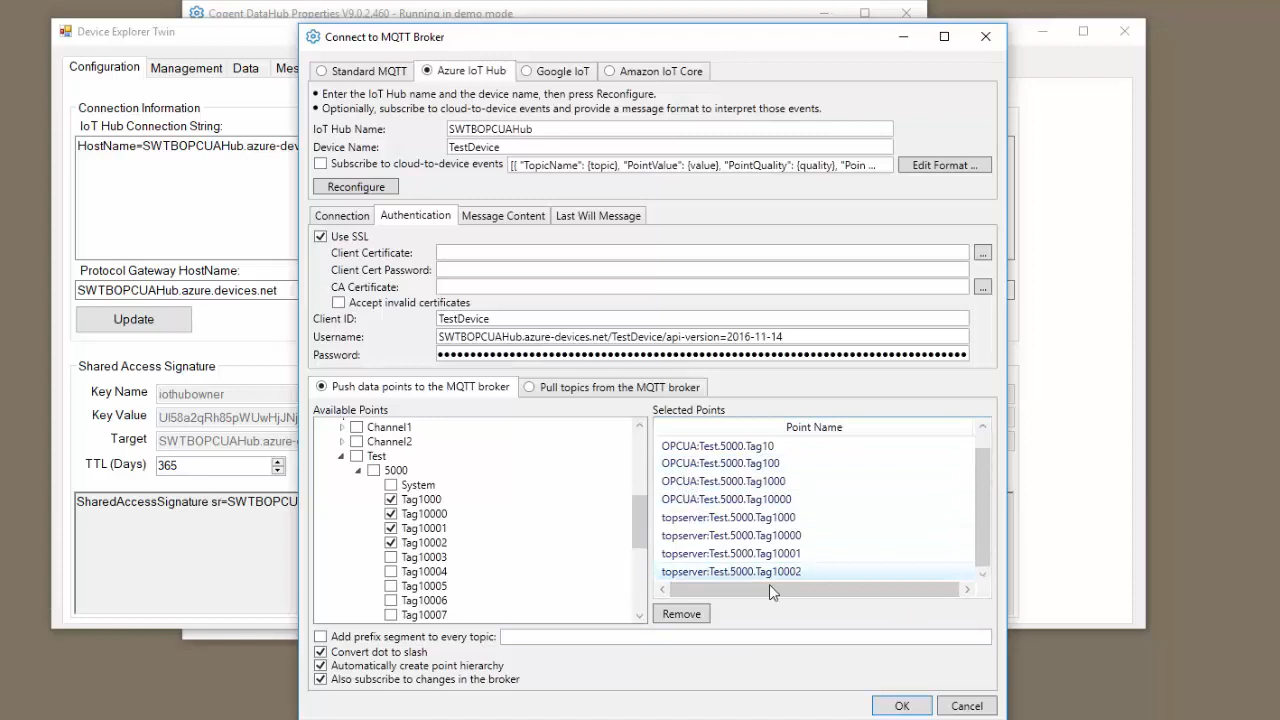 Cogent DataHub Properties V9.0.2.460 - Running in demo mode
Device Explorer Twin
Configuration Management Data
Connection Information
IoT Hub Connection String:
Protocol Gateway HostName:
SWTBOPCUAHub.azure.devices.net
Update
Shared Access Signature
Key Name iothubowner
Key Value
Target
TTL (Days) 365
Connect to MQTT Broker
Standard MQTT Azure IoT Hub Google IoT Amazon IoT Core
• Enter the IoT Hub name and the device name, then press Reconfigure.
• Optionally, subscribe to cloud-to-device events and provide a message format to interpret those events.
IoT Hub Name: SWTBOPCUAHub
Device Name: TestDevice
Subscribe to cloud-to-device events [{ "TopicName": {topic}, "PointValue": {value}, "PointQuality": {quality}, "Poin ... Edit Format ...
Reconfigure
Connection Authentication Message Content Last Will Message
Use SSL
Client Certificate: ...
Client Cert Password:
CA Certificate: ...
Accept invalid certificates
Client ID: TestDevice
Username: SWTBOPCUAHub.azure-devices.net/TestDevice/api-version=2016-11-14
Password:
Push data points to the MQTT broker Pull topics from the MQTT broker
Available Points
Channel1
Channel2
Test
5000
System
Tag1000
Tag10000
Tag10001
Tag10002
Tag10003
Tag10004
Tag10005
Tag10006
Tag10007
Selected Points
Point Name
OPCUA:Test.5000.Tag10
OPCUA:Test.5000.Tag100
OPCUA:Test.5000.Tag1000
OPCUA:Test.5000.Tag10000
topserver:Test.5000.Tag1000
topserver:Test.5000.Tag10000
topserver:Test.5000.Tag10001
topserver:Test.5000.Tag10002
Remove
Add prefix segment to every topic:
Convert dot to slash
Automatically create point hierarchy
Also subscribe to changes in the broker
OK Cancel